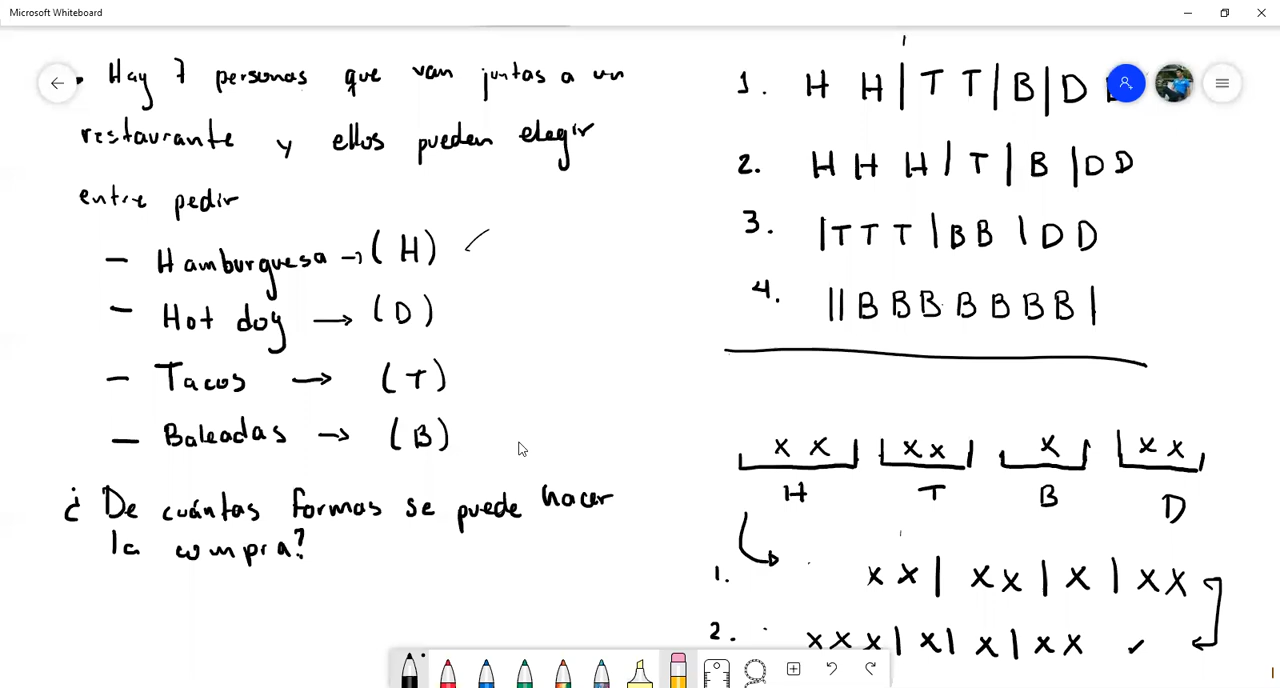 Microsoft Whiteboard
. Hay 7 personas que van juntas a un
restaurante y ellos pueden elegir
entre pedir
- Hamburguesa → (H) ✓
- Hot dog → (D)
- Tacos → (T)
- Baleadas → (B)
¿ De cuántas formas se puede hacer
la compra?
1. H H | T T | B | D
2. H H H | T | B | D D
3. | T T T | B B | D D
4. | | B B B B B B B |
x x x x x x x
H T B D
1. x x | x x | x | x x
2. x x x | x | x | x x ✓